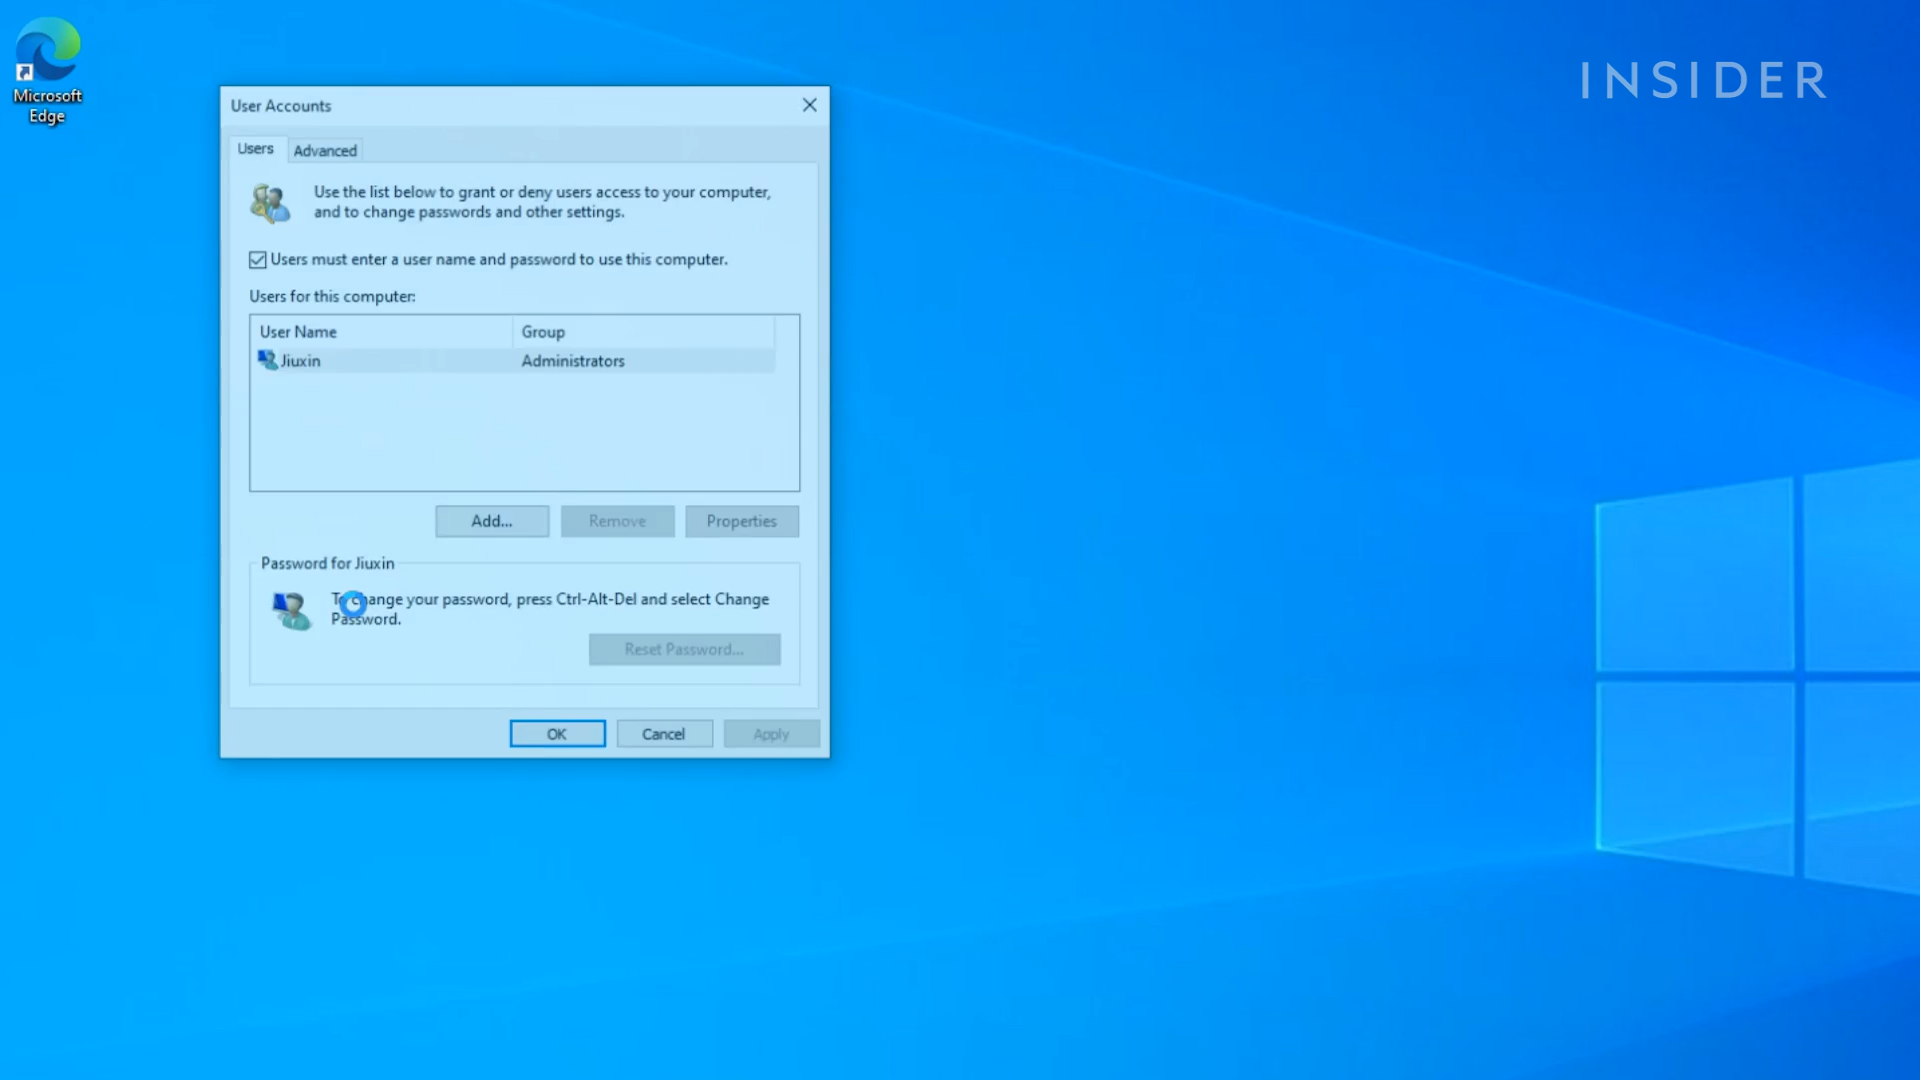 Microsoft
Edge
INSIDER
User Accounts
Users
Advanced
Use the list below to grant or deny users access to your computer,
and to change passwords and other settings.
Users must enter a user name and password to use this computer.
Users for this computer:
User Name
Group
Jiuxin
Administrators
Add...
Remove
Properties
Password for Jiuxin
To change your password, press Ctrl-Alt-Del and select Change
Password.
Reset Password...
OK
Cancel
Apply